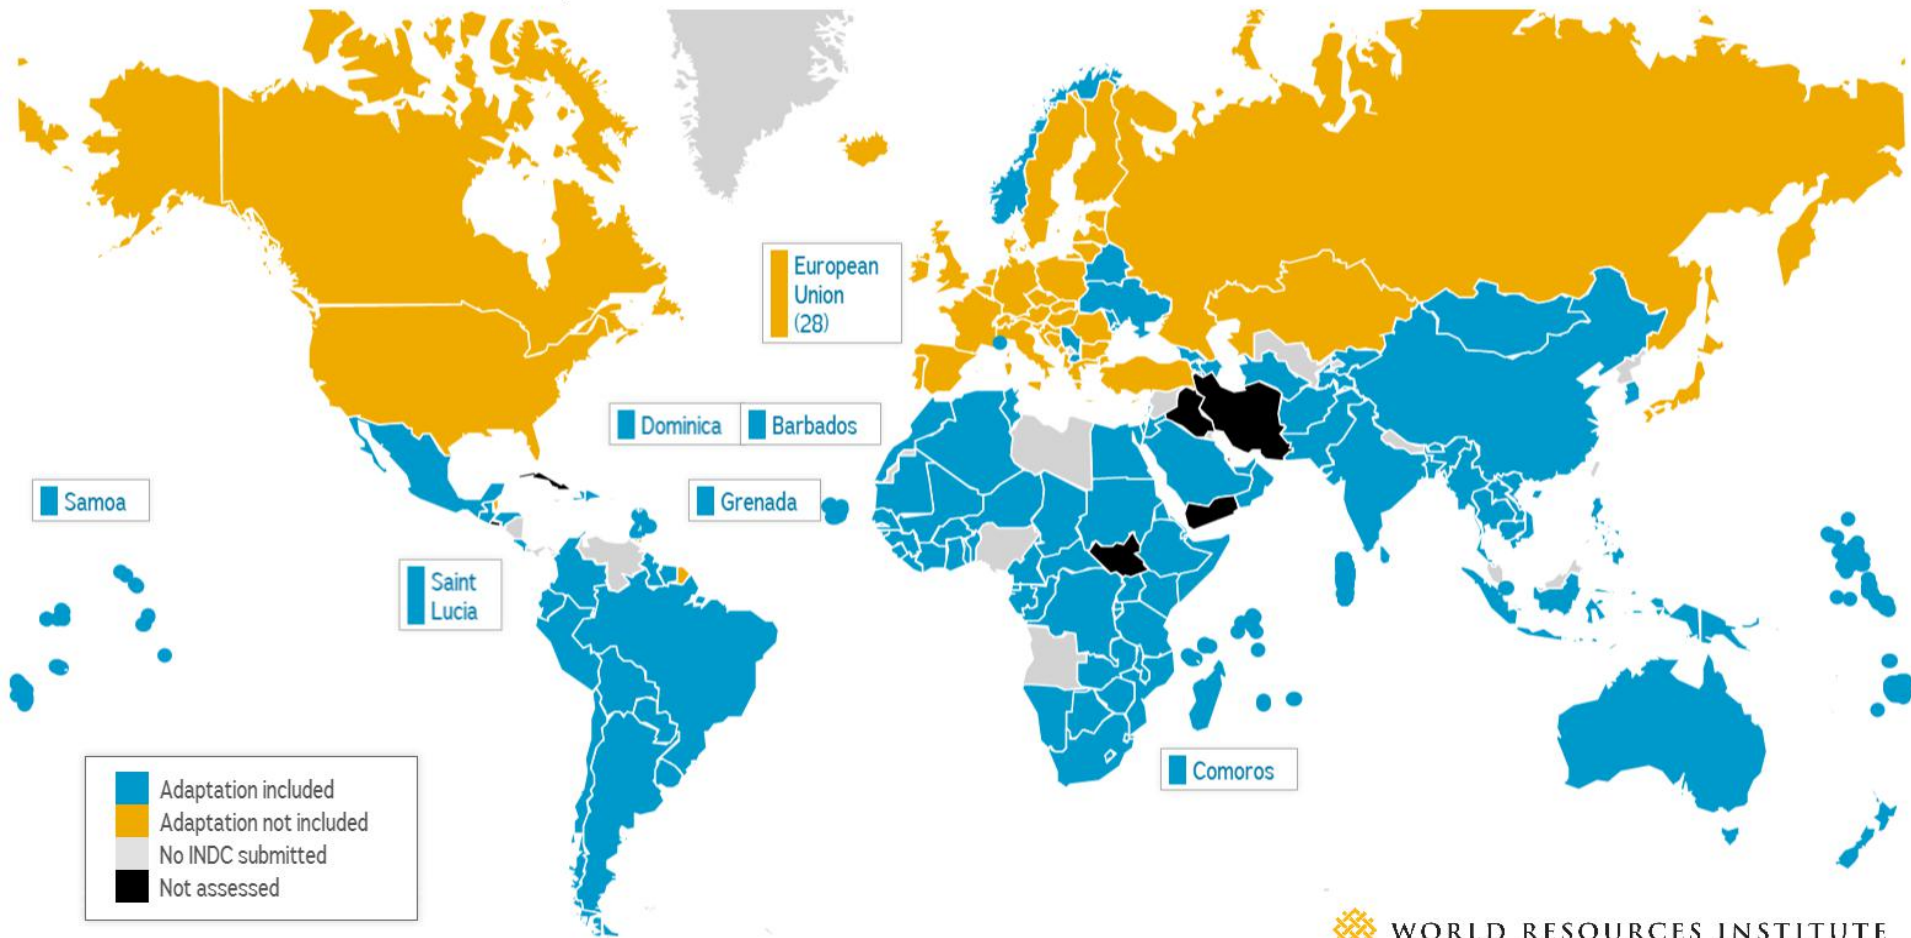 European
Union
(28)
Dominica
Barbados
Samoa
Grenada
Saint
Lucia
Comoros
Adaptation included
Adaptation not included
No INDC submitted
Not assessed
WORLD RESOURCES INSTITUTE